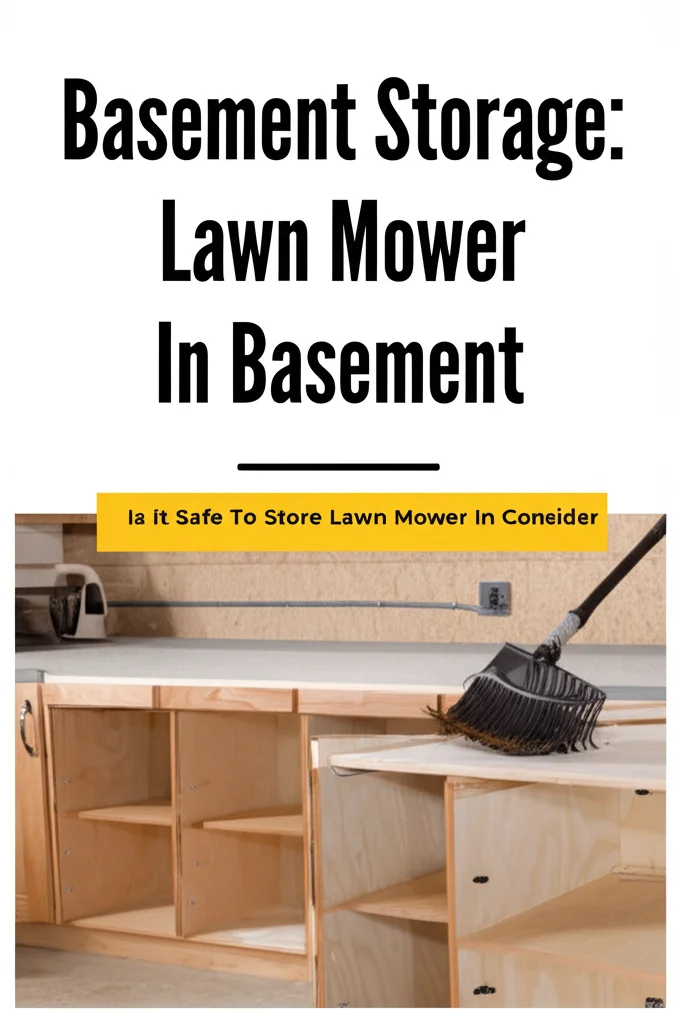 Basement Storage:
Lawn Mower
In Basement
Ia it Safe To Store Lawn Mower In Coneider